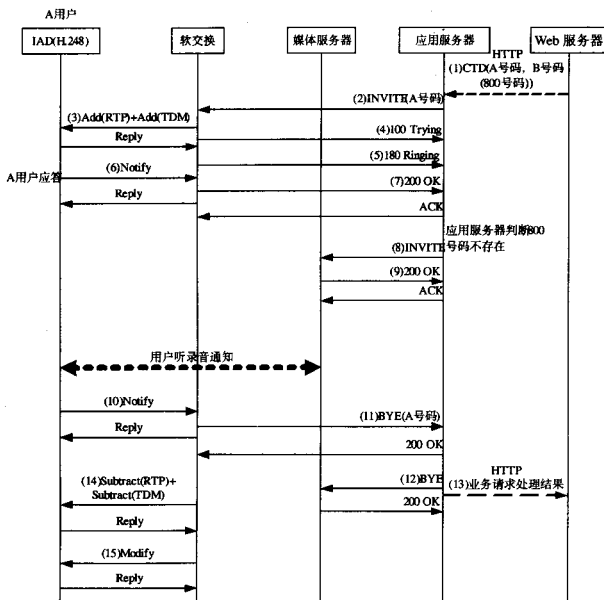 A用户
IAD(H.248)
软交换
媒体服务器
应用服务器
Web 服务器
HTTP
(1)CTD(A号码，B号码
(800号码))
(2)INVITE(A号码)
(3)Add(RTP)+Add(TDM)
Reply
(4)100 Trying
(5)180 Ringing
(6)Notify
A用户应答
Reply
(7)200 OK
ACK
应用服务器判断800
号码不存在
(8)INVITE
(9)200 OK
ACK
用户听录音通知
(10)Notify
Reply
(11)BYE(A号码)
200 OK
(12)BYE
HTTP
(13)业务请求处理结果
(14)Subtract(RTP)+
Subtract(TDM)
200 OK
Reply
(15)Modify
Reply